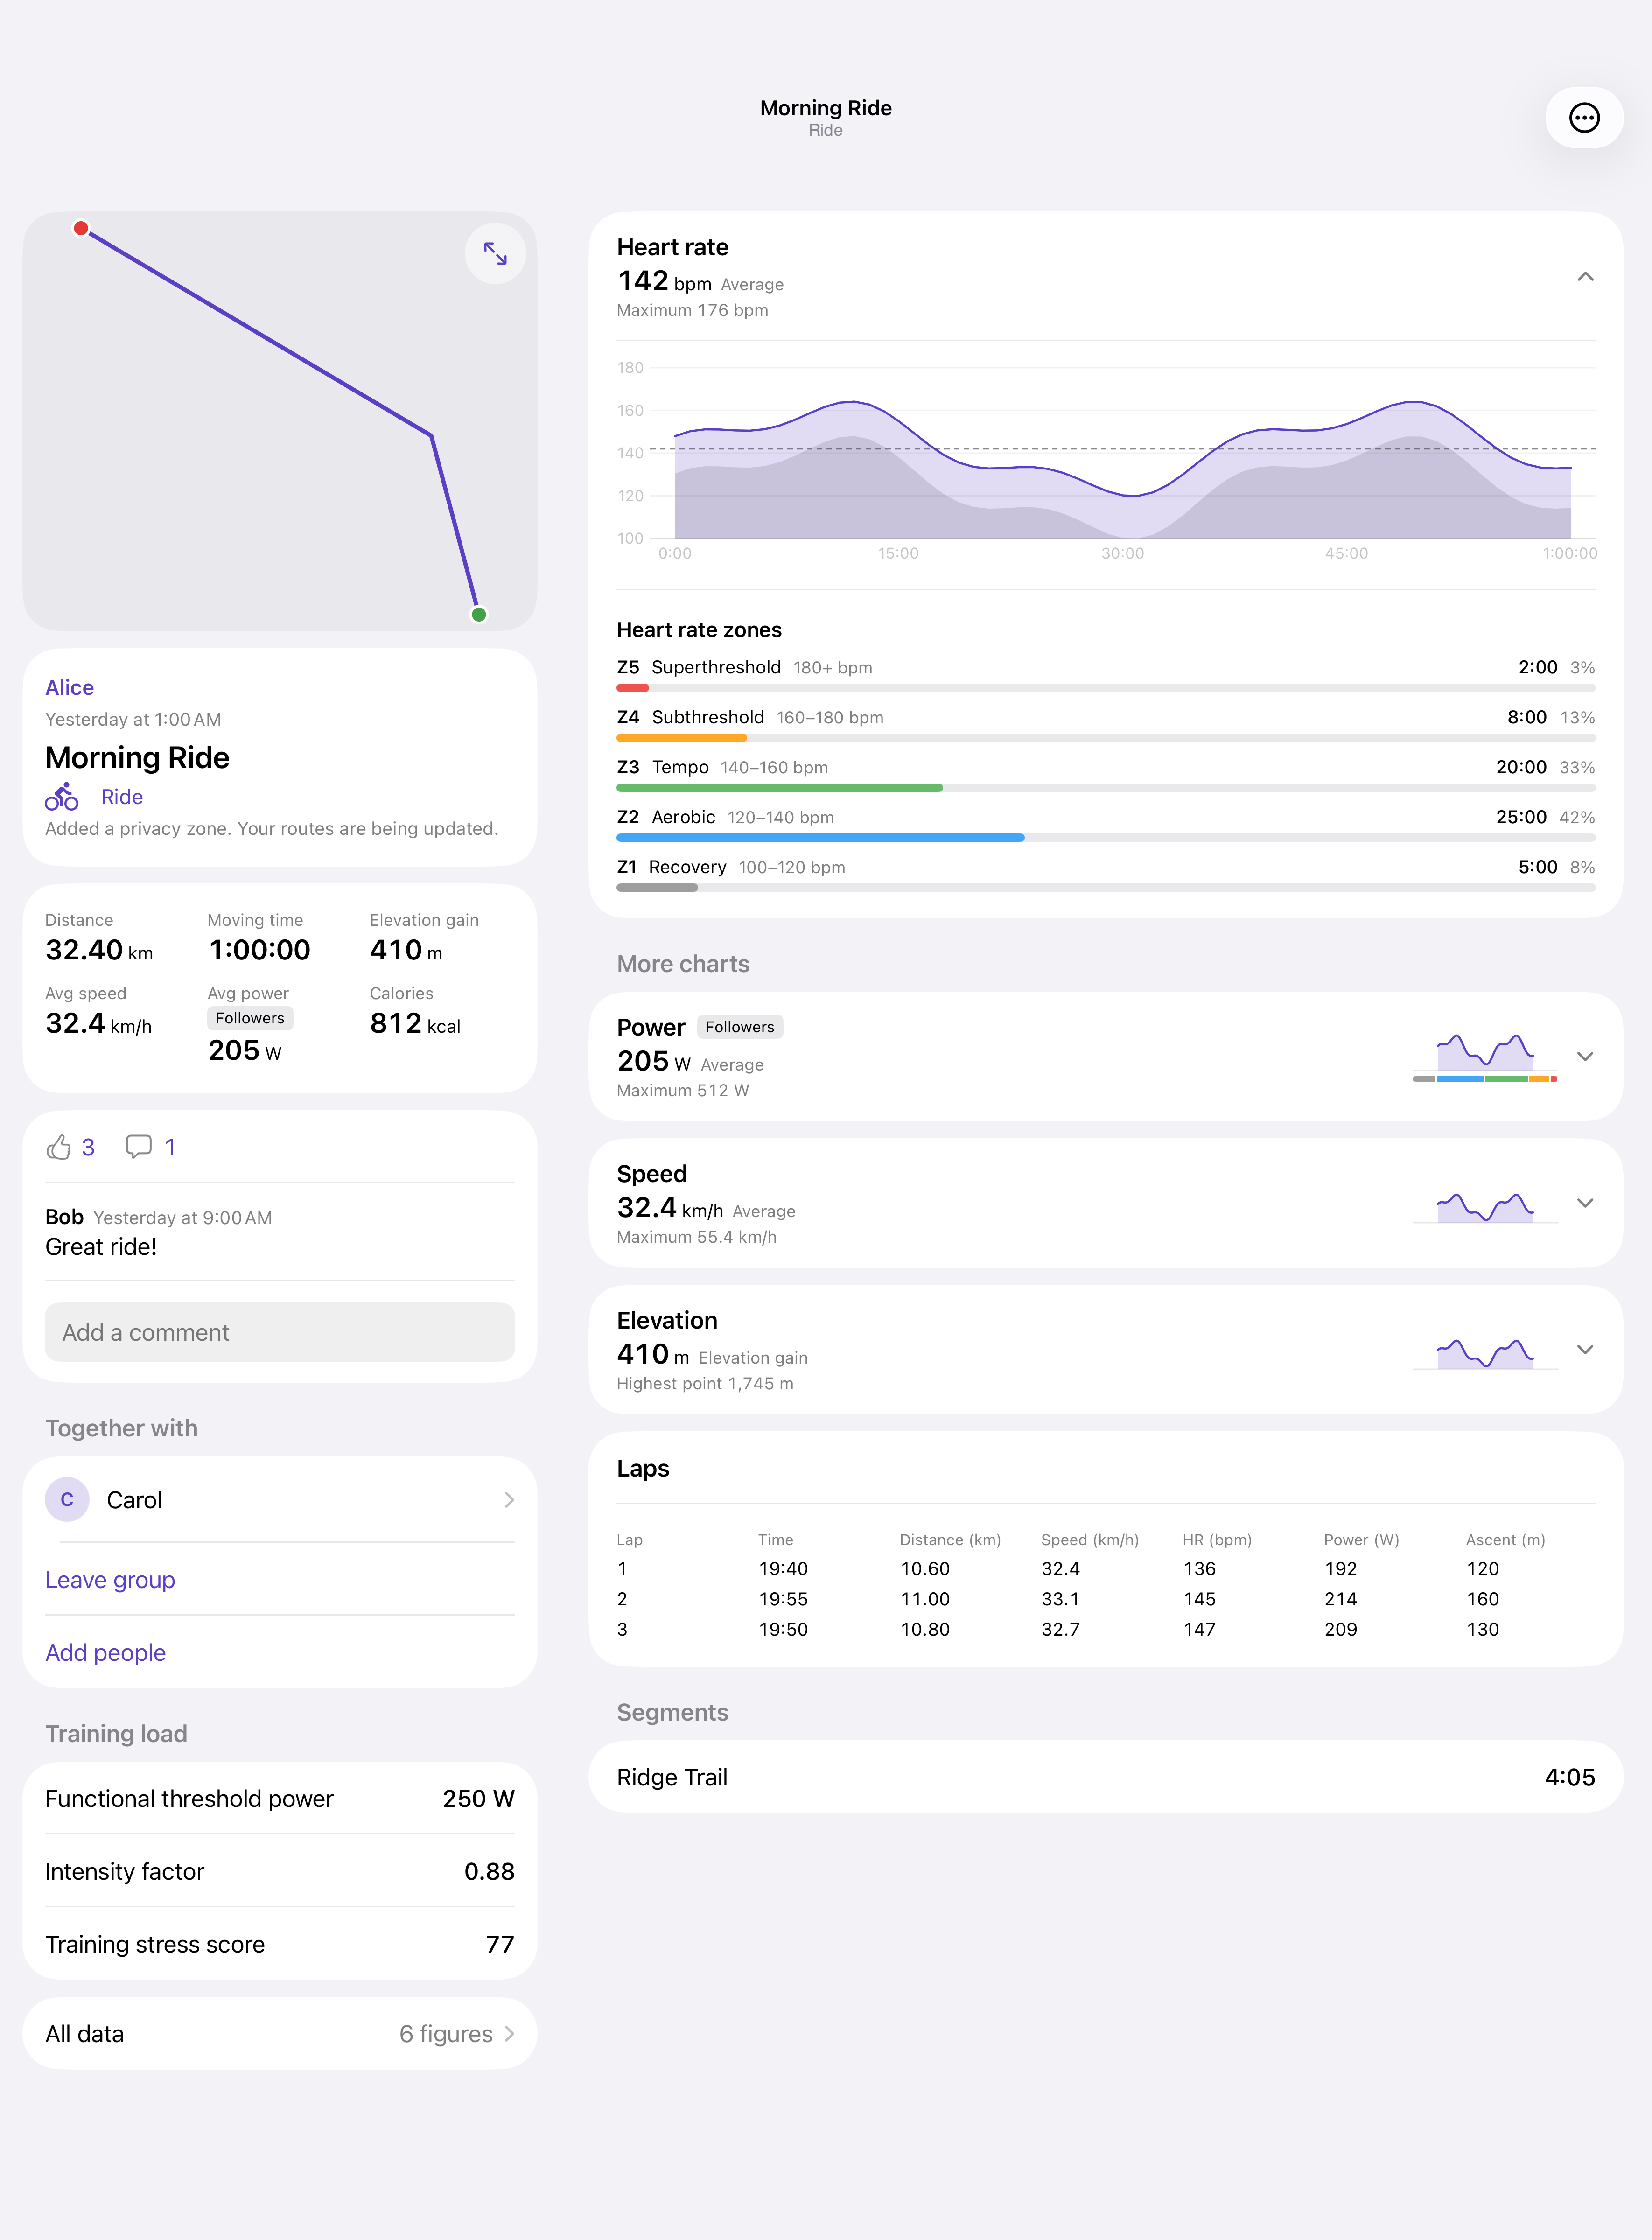 Morning Ride
Ride
Alice
Yesterday at 1:00 AM
Morning Ride
Ride
Added a privacy zone. Your routes are being updated.
Distance Moving time Elevation gain
32.40 km 1:00:00 410 m
Avg speed Avg power Calories
Followers
32.4 km/h 812 kcal
205 W
3 1
Bob Yesterday at 9:00 AM
Great ride!
Add a comment
Together with
C Carol
Leave group
Add people
Training load
Functional threshold power 250 W
Intensity factor 0.88
Training stress score 77
All data 6 figures
Heart rate
142 bpm Average
Maximum 176 bpm
180
160
140
120
100
0:00 15:00 30:00 45:00 1:00:00
Heart rate zones
Z5 Superthreshold 180+ bpm 2:00 3%
Z4 Subthreshold 160–180 bpm 8:00 13%
Z3 Tempo 140–160 bpm 20:00 33%
Z2 Aerobic 120–140 bpm 25:00 42%
Z1 Recovery 100–120 bpm 5:00 8%
More charts
Power Followers
205 W Average
Maximum 512 W
Speed
32.4 km/h Average
Maximum 55.4 km/h
Elevation
410 m Elevation gain
Highest point 1,745 m
Laps
Lap Time Distance (km) Speed (km/h) HR (bpm) Power (W) Ascent (m)
1 19:40 10.60 32.4 136 192 120
2 19:55 11.00 33.1 145 214 160
3 19:50 10.80 32.7 147 209 130
Segments
Ridge Trail 4:05